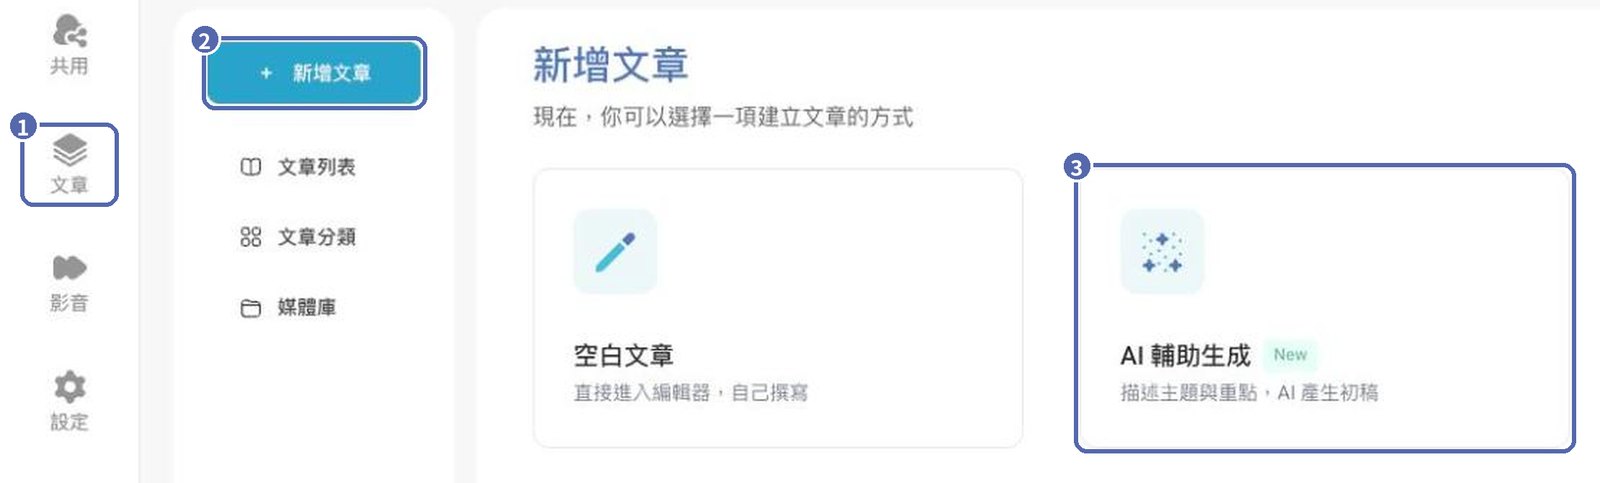 共用
1
文章
影音
設定
2
+ 新增文章
文章列表
文章分類
媒體庫
新增文章
現在，你可以選擇一項建立文章的方式
空白文章
直接進入編輯器，自己撰寫
3
AI 輔助生成 New
描述主題與重點，AI 產生初稿